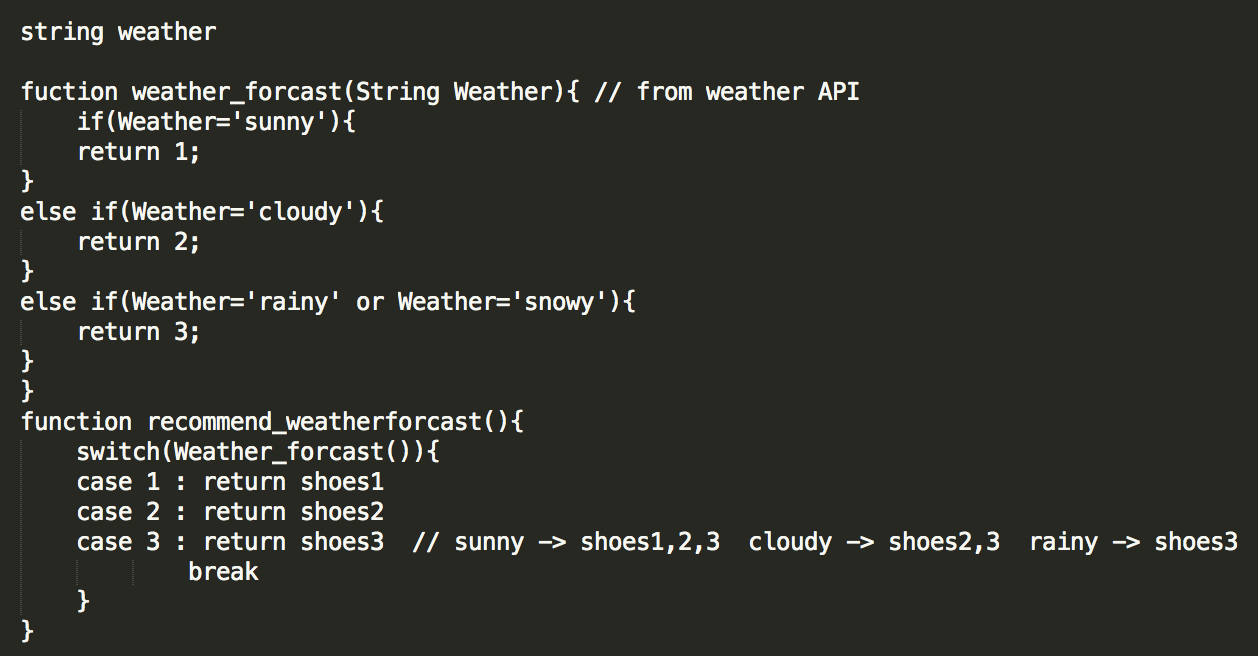 string weather
fuction weather_forcast(String Weather){ // from weather API
if(Weather='sunny'){
return 1;
}
else if(Weather='cloudy'){
return 2;
}
else if(Weather='rainy' or Weather='snowy'){
return 3;
}
}
function recommend_weatherforcast(){
switch(Weather_forcast()){
case 1 : return shoes1
case 2 : return shoes2
case 3 : return shoes3  // sunny —> shoes1,2,3  cloudy —> shoes2,3  rainy —> shoes3
break
}
}